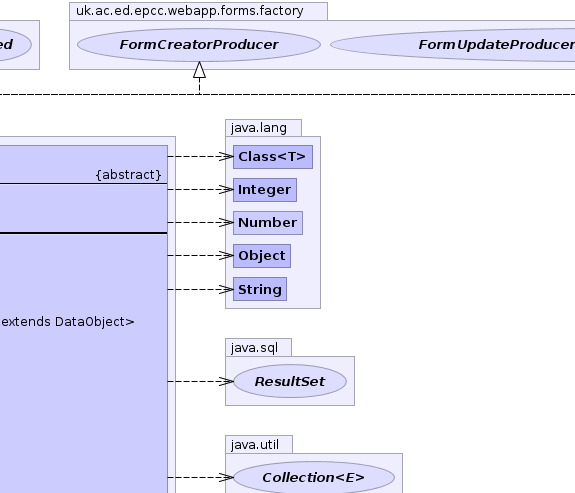 uk.ac.ed.epcc.webapp.forms.factory
FormCreatorProducer
FormUpdateProducer
java.lang
Class<T>
{abstract}
Integer
Number
Object
String
extends DataObject>
java.sql
ResultSet
java.util
Collection<E>